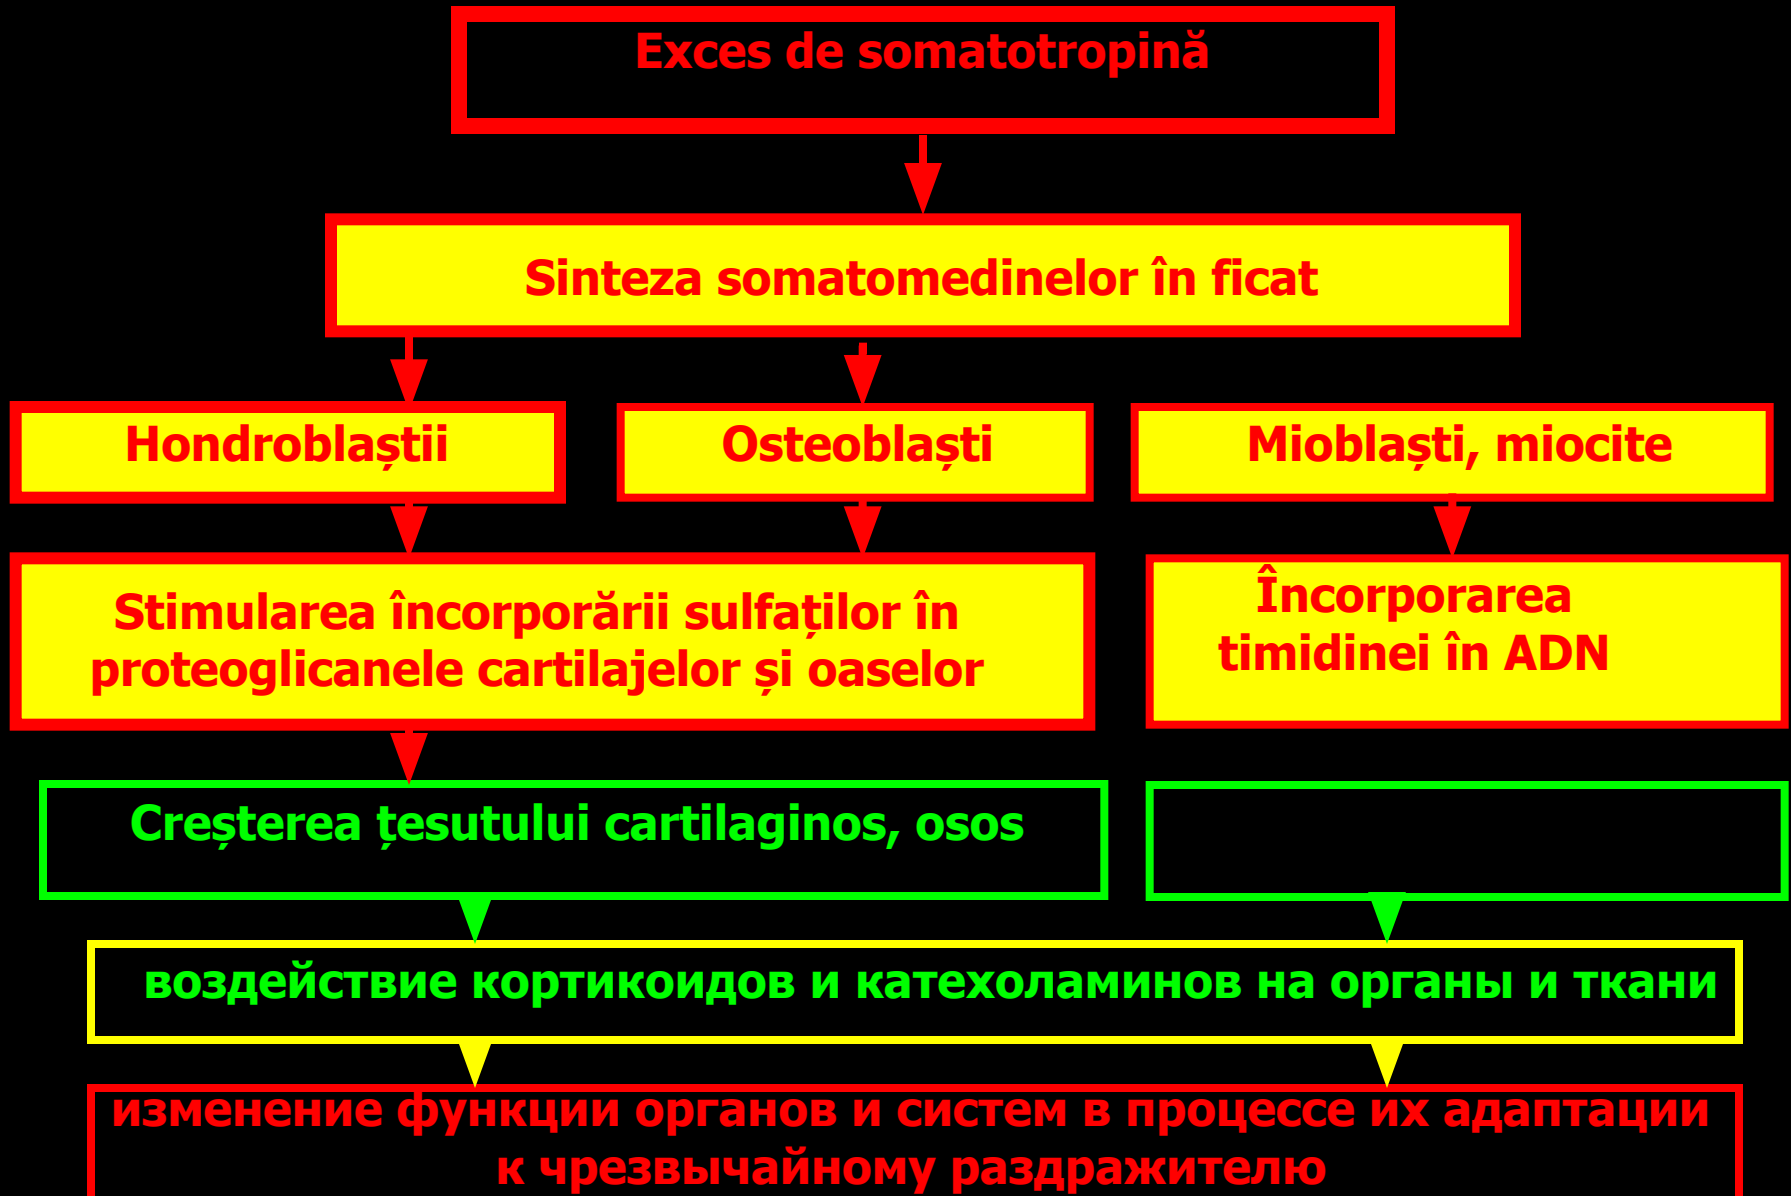 Exces de somatotropină
Sinteza somatomedinelor în ficat
Hondroblaștii
Osteoblaști
Mioblaști, miocite
Stimularea încorporării sulfaților în
proteoglicanele cartilajelor și oaselor
Încorporarea
timidinei în ADN
Creșterea țesutului cartilaginos, osos
воздействие кортикоидов и катехоламинов на органы и ткани
изменение функции органов и систем в процессе их адаптации
к чрезвычайному раздражителю